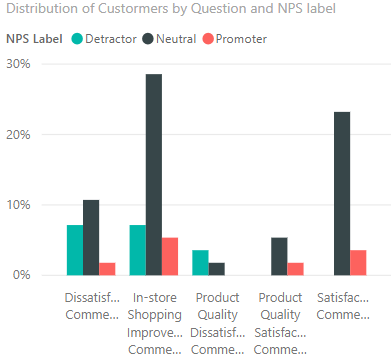 Distribution of Custormers by Question and NPS label
NPS Label Detractor Neutral Promoter
30%
20%
10%
0%
Dissatisf...
Comme...
In-store
Shopping
Improve...
Comme...
Product
Quality
Dissatisf...
Comme...
Product
Quality
Satisfac...
Comme...
Satisfac...
Comme...